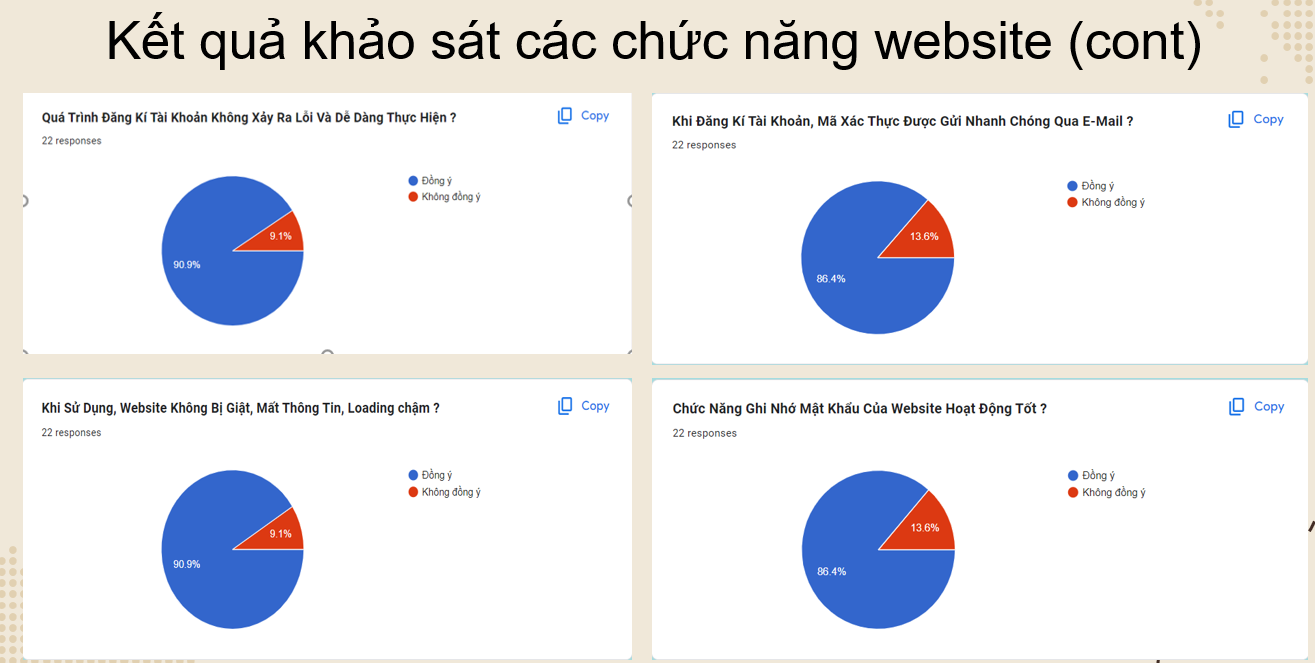 Kết quả khảo sát các chức năng website (cont)
Quá Trình Đăng Kí Tài Khoản Không Xảy Ra Lỗi Và Dễ Dàng Thực Hiện ?
Copy
22 responses
Đồng ý
Không đồng ý
9.1%
90.9%
Khi Đăng Kí Tài Khoản, Mã Xác Thực Được Gửi Nhanh Chóng Qua E-Mail ?
Copy
22 responses
Đồng ý
Không đồng ý
13.6%
86.4%
Khi Sử Dụng, Website Không Bị Giật, Mất Thông Tin, Loading chậm ?
Copy
22 responses
Đồng ý
Không đồng ý
9.1%
90.9%
Chức Năng Ghi Nhớ Mật Khẩu Của Website Hoạt Động Tốt ?
Copy
22 responses
Đồng ý
Không đồng ý
13.6%
86.4%